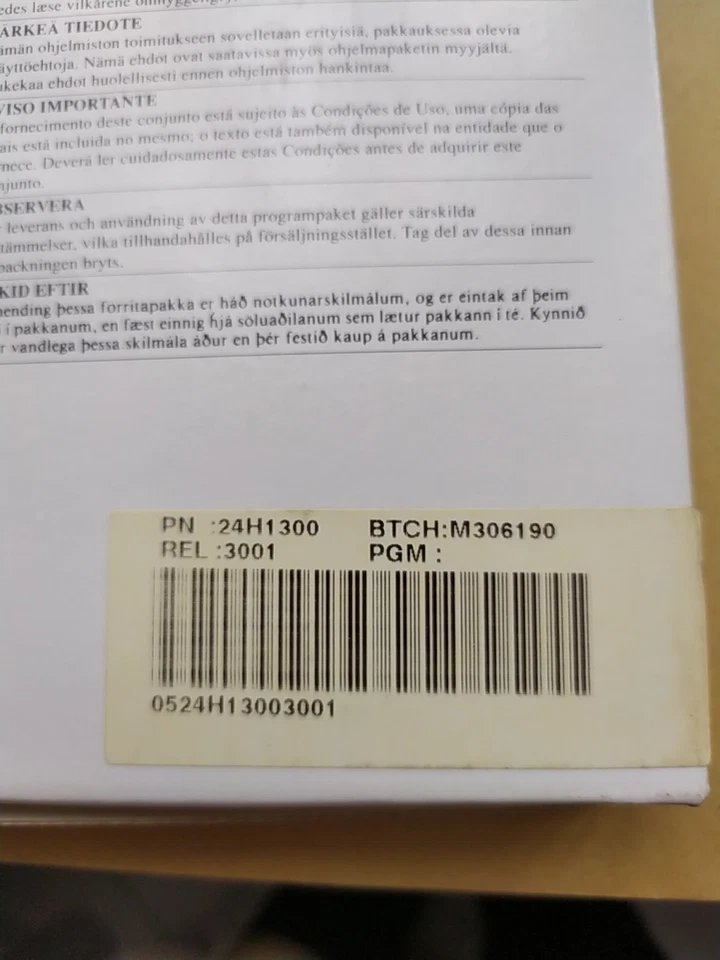 edes læse vilkårene omhyggeligt,
ÄRKEÄ TIEDOTE
ämän ohjelmiston toimitukseen sovelletaan erityisiä, pakkauksessa olevia
äyttöehtoja. Nämä ehdot ovat saatavissa myös ohjelmapaketin myyjältä.
ukekaa ehdot huolellisesti ennen ohjelmiston hankintaa.
VISO IMPORTANTE
fornecimento deste conjunto está sujeito às Condições de Uso, uma cópia das
ais está incluida no mesmo; o texto está também disponível na entidade que o
nece. Deverá ler cuidadosamente estas Condições antes de adquirir este
njunto.
BSERVERA
r leverans och användning av detta programpaket gäller särskilda
tämmelser, vilka tillhandahålles på försäljningsstället. Tag del av dessa innan
packningen bryts.
KID EFTIR
hending þessa forritapakka er háð notkunarskilmálum, og er eintak af þeim
i pakkanum, en fæst einnig hjá söluaðilanum sem lætur pakkann í té. Kynnið
r vandlega þessa skilmála áður en þér festið kaup á pakkanum.
PN :24H1300 BTCH:M306190
REL :3001 PGM :
0524H13003001